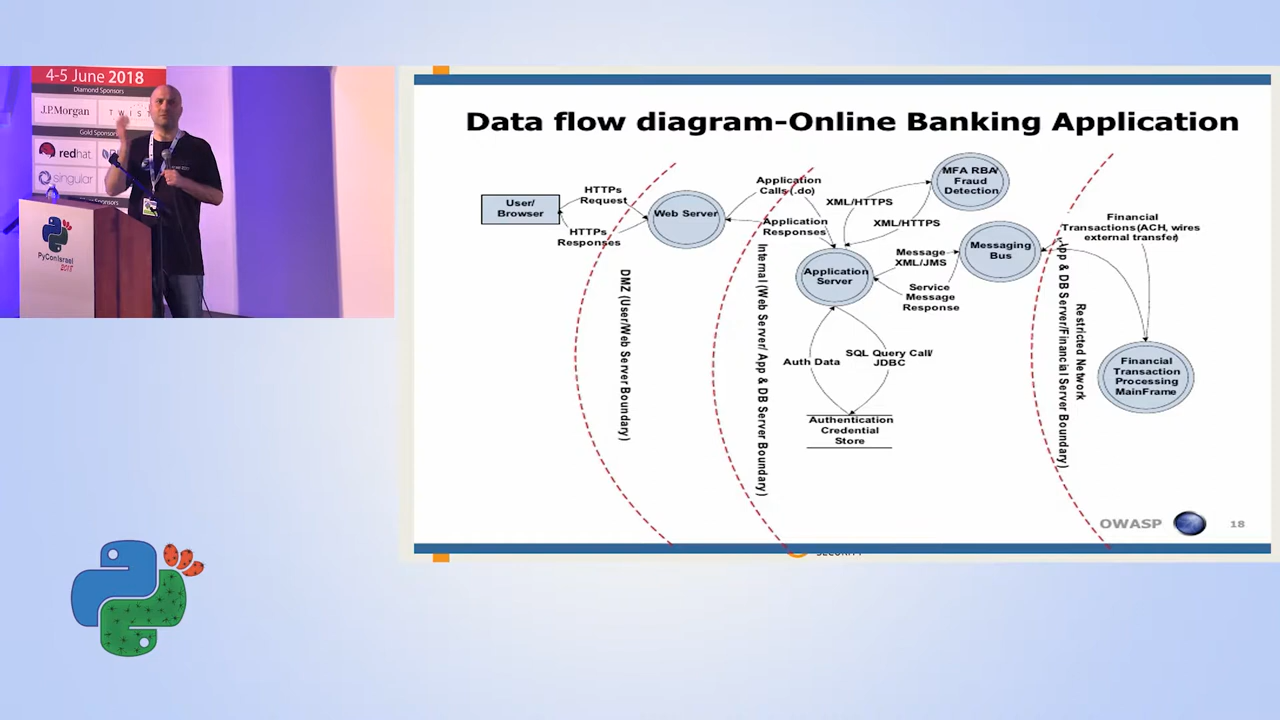 4-5 June 2018
Diamond Sponsors
J.P.Morgan
TWIST
Gold Sponsors
redhat
singular
PyConIsrael
2018
Data flow diagram-Online Banking Application
User/
Browser
HTTPs
Request
HTTPs
Responses
Web Server
Application
Calls (.do)
Application
Responses
XML/HTTPS
XML/HTTPS
MFA RBA/
Fraud
Detection
Application
Server
Message
XML/JMS
Service
Message
Response
Messaging
Bus
Financial
Transactions(ACH, wires
external transfer)
Auth Data
SQL Query Call/
JDBC
Authentication
Credential
Store
Financial
Transaction
Processing
MainFrame
DMZ (User/Web Server Boundary)
Internal (Web Server/ App & DB Server Boundary)
Restricted Network
App & DB Server/Financial Server Boundary)
OWASP
18
SECURITY